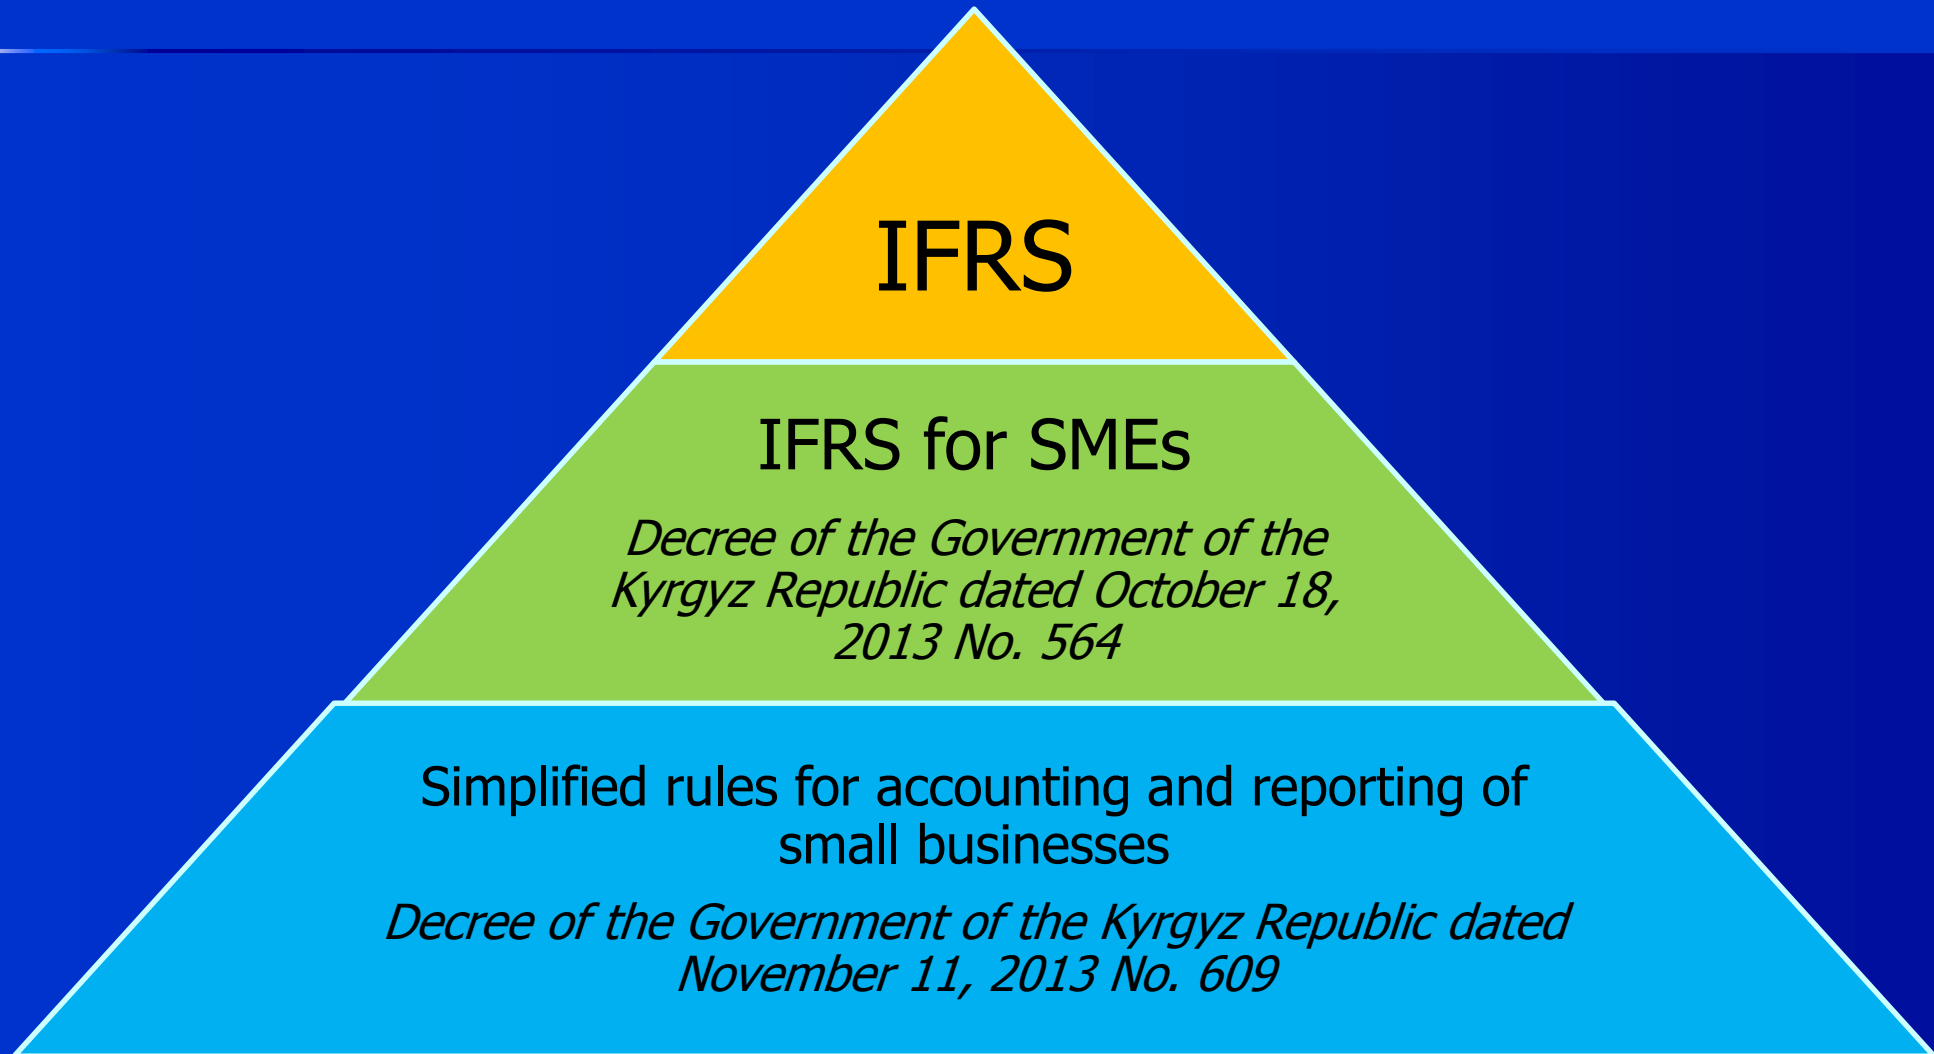 IFRS
IFRS for SMEs
Decree of the Government of the
Kyrgyz Republic dated October 18,
2013 No. 564
Simplified rules for accounting and reporting of
small businesses
Decree of the Government of the Kyrgyz Republic dated
November 11, 2013 No. 609